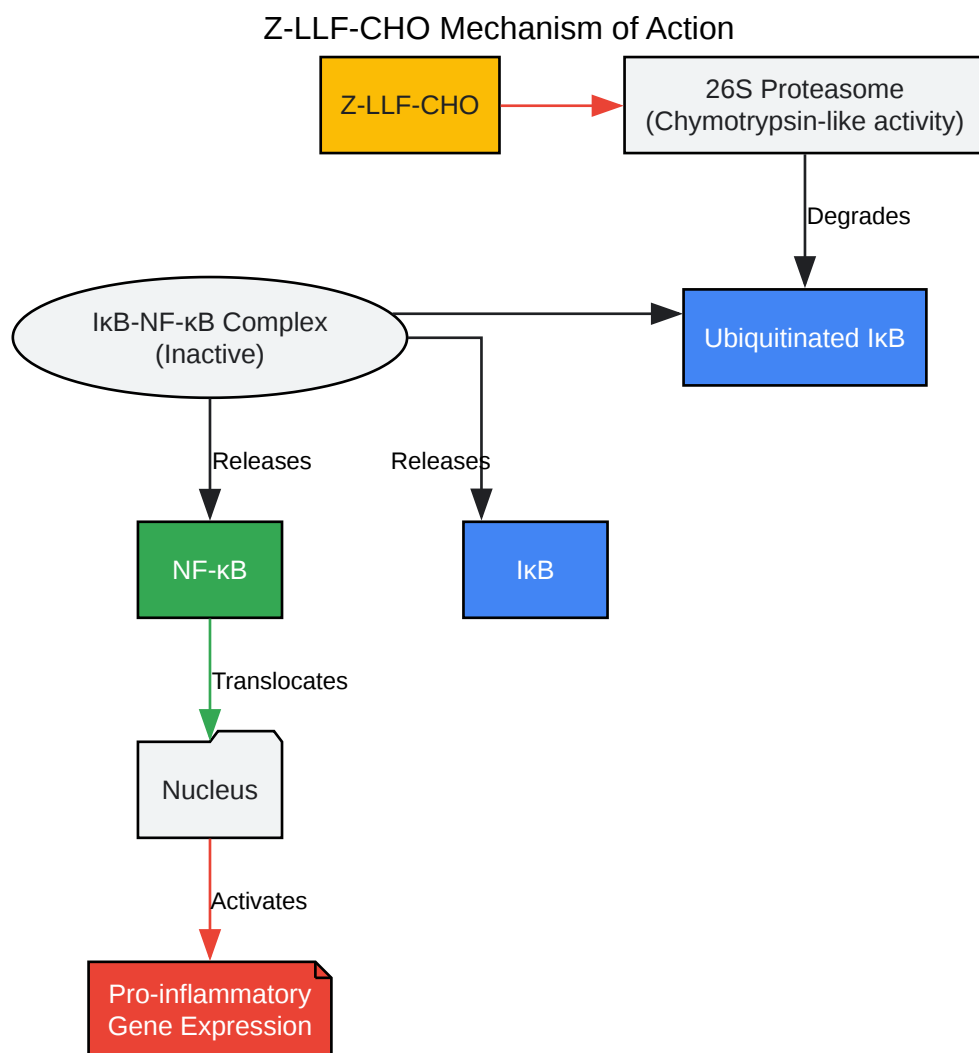 Z-LLF-CHO Mechanism of Action
Z-LLF-CHO
26S Proteasome
(Chymotrypsin-like activity)
Degrades
IκB-NF-κB Complex
(Inactive)
Ubiquitinated IκB
Releases
Releases
NF-κB
IκB
Translocates
Nucleus
Activates
Pro-inflammatory
Gene Expression